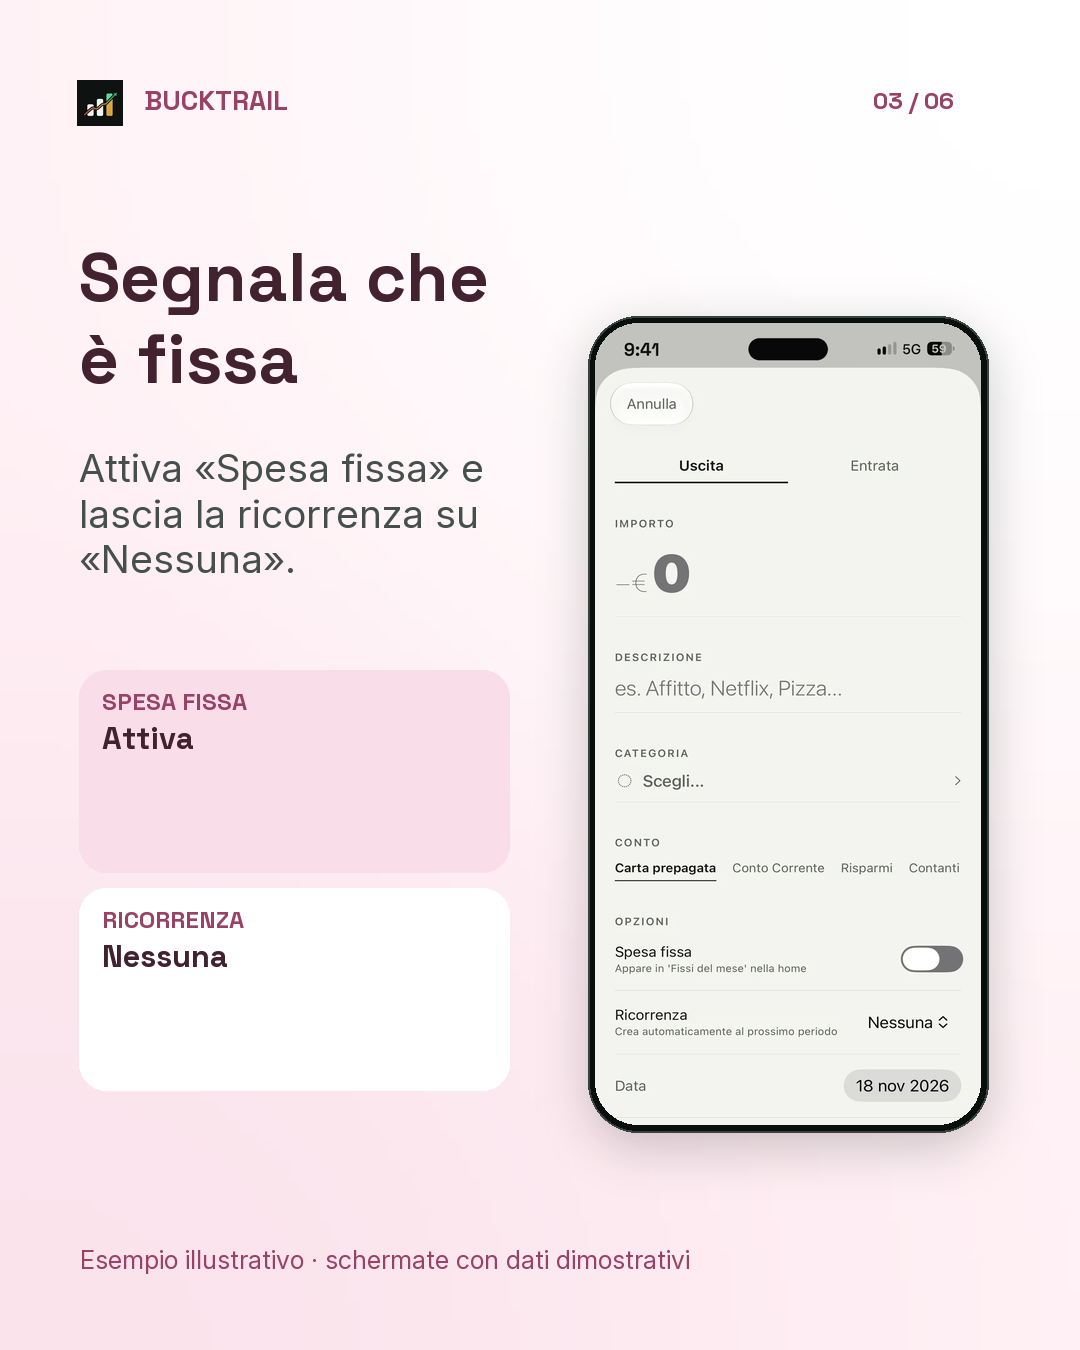 BUCKTRAIL
03 / 06
Segnala che
è fissa
Attiva «Spesa fissa» e
lascia la ricorrenza su
«Nessuna».
SPESA FISSA
Attiva
RICORRENZA
Nessuna
9:41
5G 59
Annulla
Uscita Entrata
IMPORTO
–€ 0
DESCRIZIONE
es. Affitto, Netflix, Pizza...
CATEGORIA
Scegli...
CONTO
Carta prepagata Conto Corrente Risparmi Contanti
OPZIONI
Spesa fissa
Appare in 'Fissi del mese' nella home
Ricorrenza
Crea automaticamente al prossimo periodo
Nessuna
Data 18 nov 2026
Esempio illustrativo · schermate con dati dimostrativi